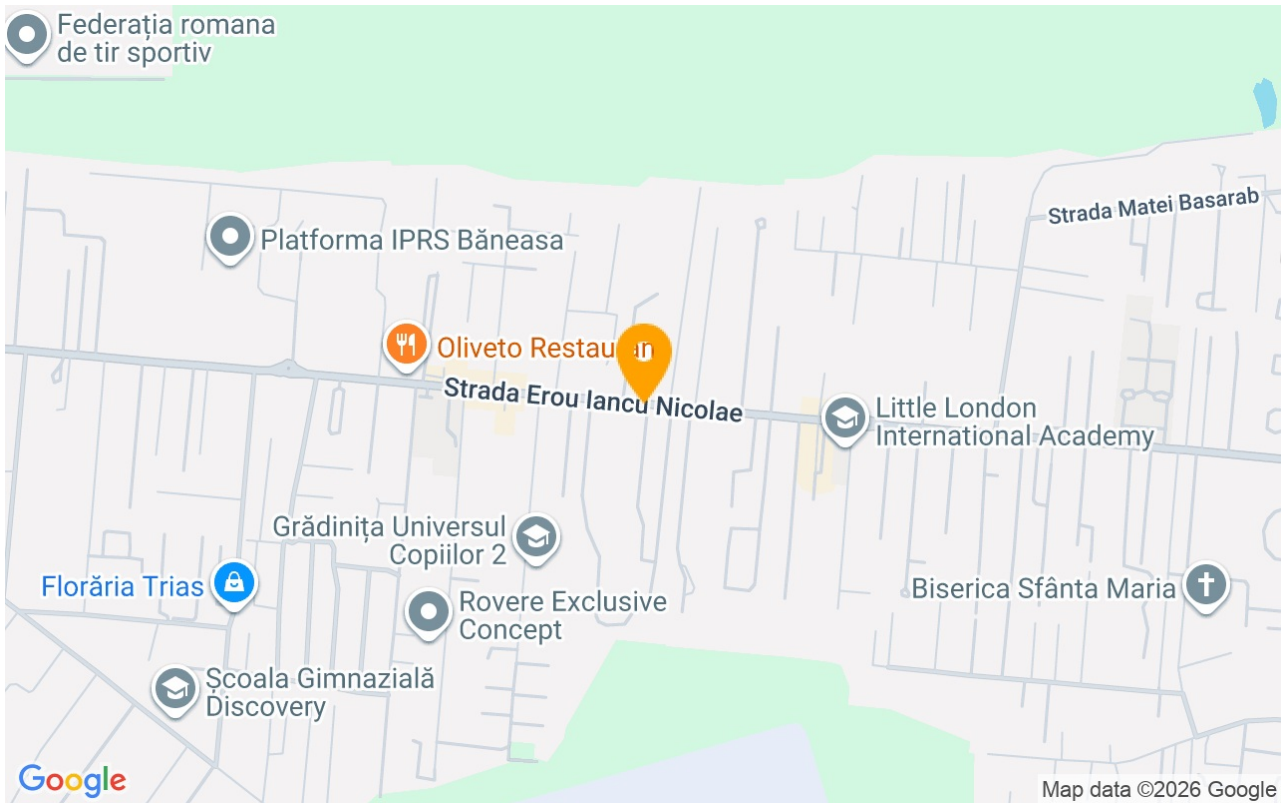 Federația romana
de tir sportiv
Strada Matei Basarab
Platforma IPRS Băneasa
Oliveto Restauran
Strada Erou Iancu Nicolae
Little London
International Academy
Grădinița Universul
Copiilor 2
Florăria Trias
Biserica Sfânta Maria
Rovere Exclusive
Concept
Școala Gimnazială
Discovery
Google
Map data ©2026 Google